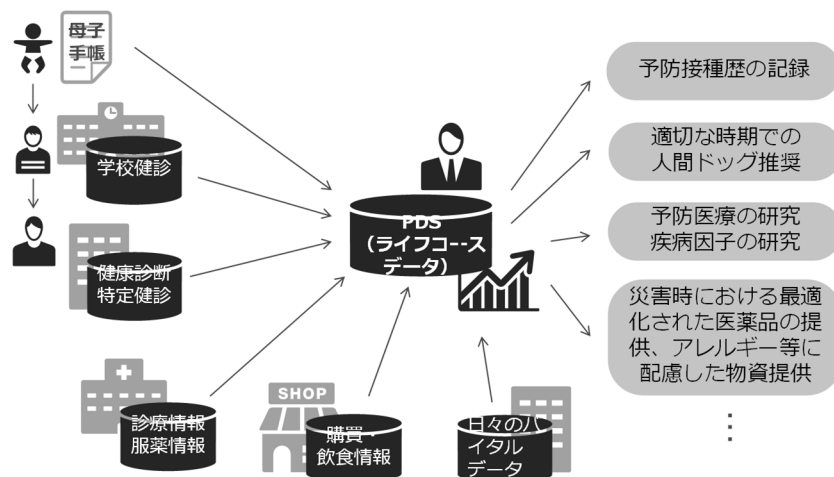 母子
手帳
学校健診
健康診断
特定健診
診療情報
服薬情報
SHOP
購買・
飲食情報
日々のバ
イタル
データ
PDS
（ライフコース
データ）
予防接種歴の記録
適切な時期での
人間ドッグ推奨
予防医療の研究
疾病因子の研究
災害時における最適
化された医薬品の提
供、アレルギー等に
配慮した物資提供
⋮